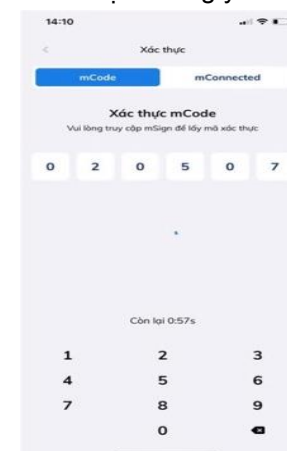 14:10
Xác thực
mCode mConnected
Xác thực mCode
Vui lòng truy cập mSign để lấy mã xác thực
0 2 0 5 0 7
Còn lại 0:57s
1 2 3
4 5 6
7 8 9
0